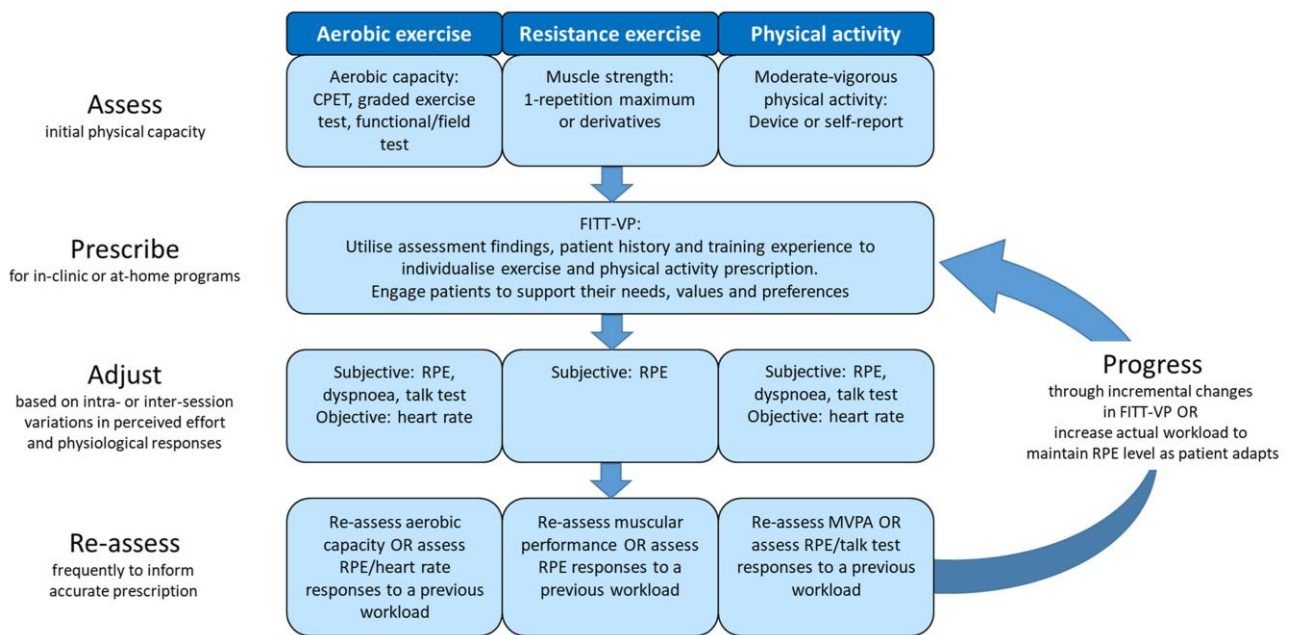 Aerobic exercise
Resistance exercise
Physical activity
Assess
initial physical capacity
Aerobic capacity:
CPET, graded exercise
test, functional/field
test
Muscle strength:
1-repetition maximum
or derivatives
Moderate-vigorous
physical activity:
Device or self-report
Prescribe
for in-clinic or at-home programs
FITT-VP:
Utilise assessment findings, patient history and training experience to
individualise exercise and physical activity prescription.
Engage patients to support their needs, values and preferences
Adjust
based on intra- or inter-session
variations in perceived effort
and physiological responses
Subjective: RPE,
dyspnoea, talk test
Objective: heart rate
Subjective: RPE
Subjective: RPE,
dyspnoea, talk test
Objective: heart rate
Progress
through incremental changes
in FITT-VP OR
increase actual workload to
maintain RPE level as patient adapts
Re-assess
frequently to inform
accurate prescription
Re-assess aerobic
capacity OR assess
RPE/heart rate
responses to a previous
workload
Re-assess muscular
performance OR assess
RPE responses to a
previous workload
Re-assess MVPA OR
assess RPE/talk test
responses to a previous
workload